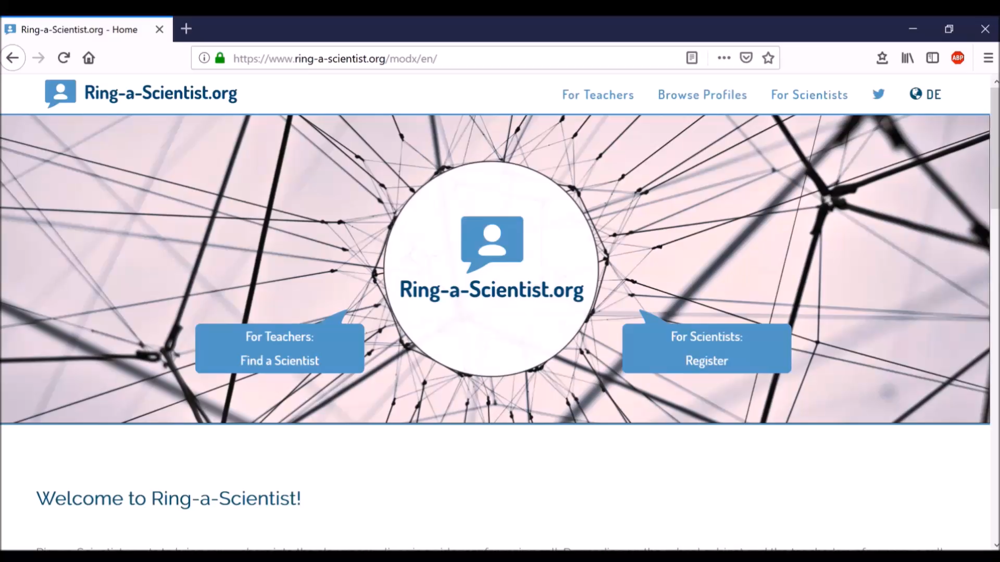 Ring-a-Scientist.org - Home
https://www.ring-a-scientist.org/modx/en/
ABP
Ring-a-Scientist.org
For Teachers
Browse Profiles
For Scientists
DE
Ring-a-Scientist.org
For Teachers:
Find a Scientist
For Scientists:
Register
Welcome to Ring-a-Scientist!